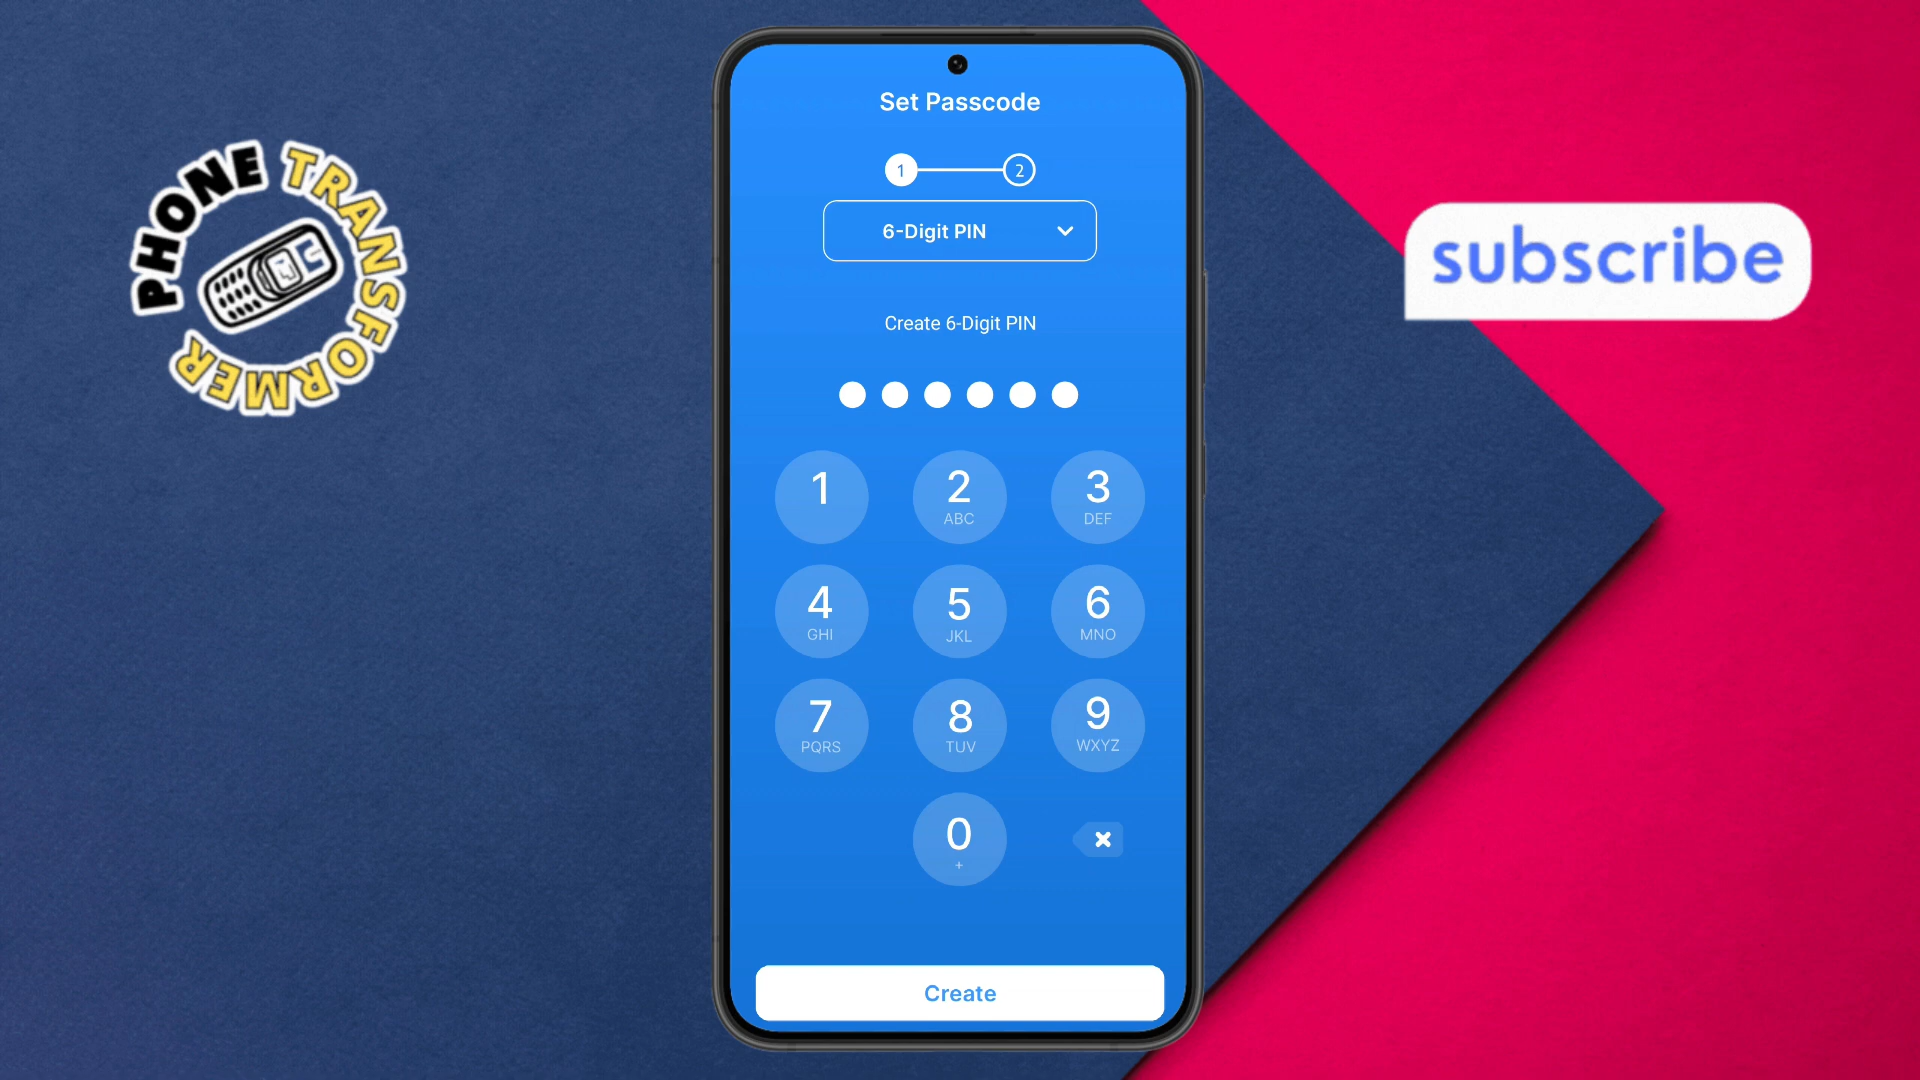 PHONE TRANSFORMER
Set Passcode
1 2
6-Digit PIN
Create 6-Digit PIN
1
2 ABC
3 DEF
4 GHI
5 JKL
6 MNO
7 PQRS
8 TUV
9 WXYZ
0 +
Create
subscribe